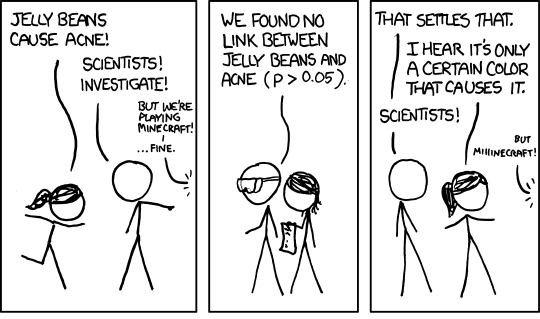 JELLY BEANS
CAUSE ACNE!
SCIENTISTS!
INVESTIGATE!
BUT WE'RE
PLAYING
MINECRAFT!
...FINE.
WE FOUND NO
LINK BETWEEN
JELLY BEANS AND
ACNE (P > 0.05).
THAT SETTLES THAT.
I HEAR IT'S ONLY
A CERTAIN COLOR
THAT CAUSES IT.
SCIENTISTS!
BUT
MIIINECRAFT!